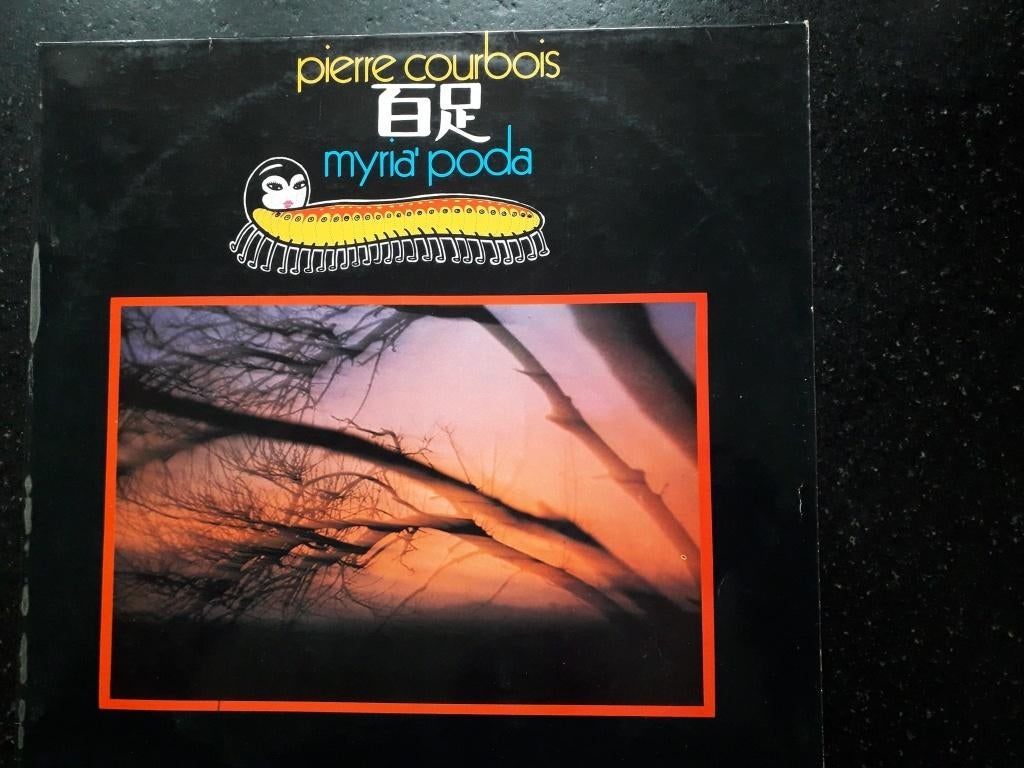 pierre courbois
百足
myria' poda